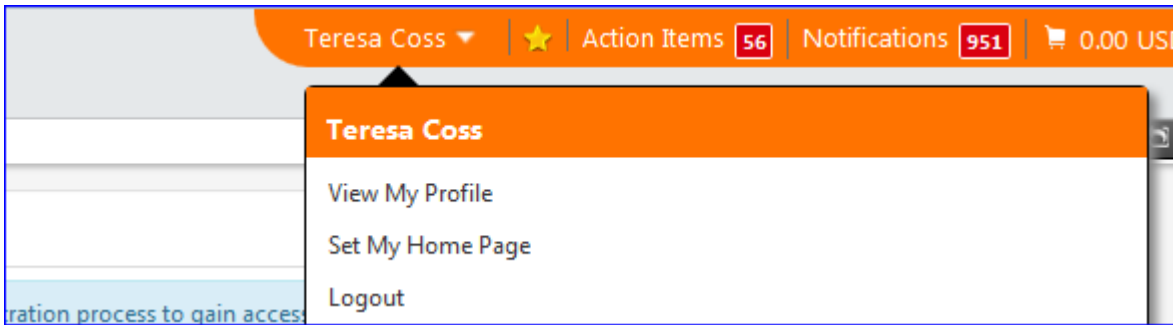 Teresa Coss Action Items 56 Notifications 951 0.00 USD
Teresa Coss
View My Profile
Set My Home Page
Logout
tration process to gain access